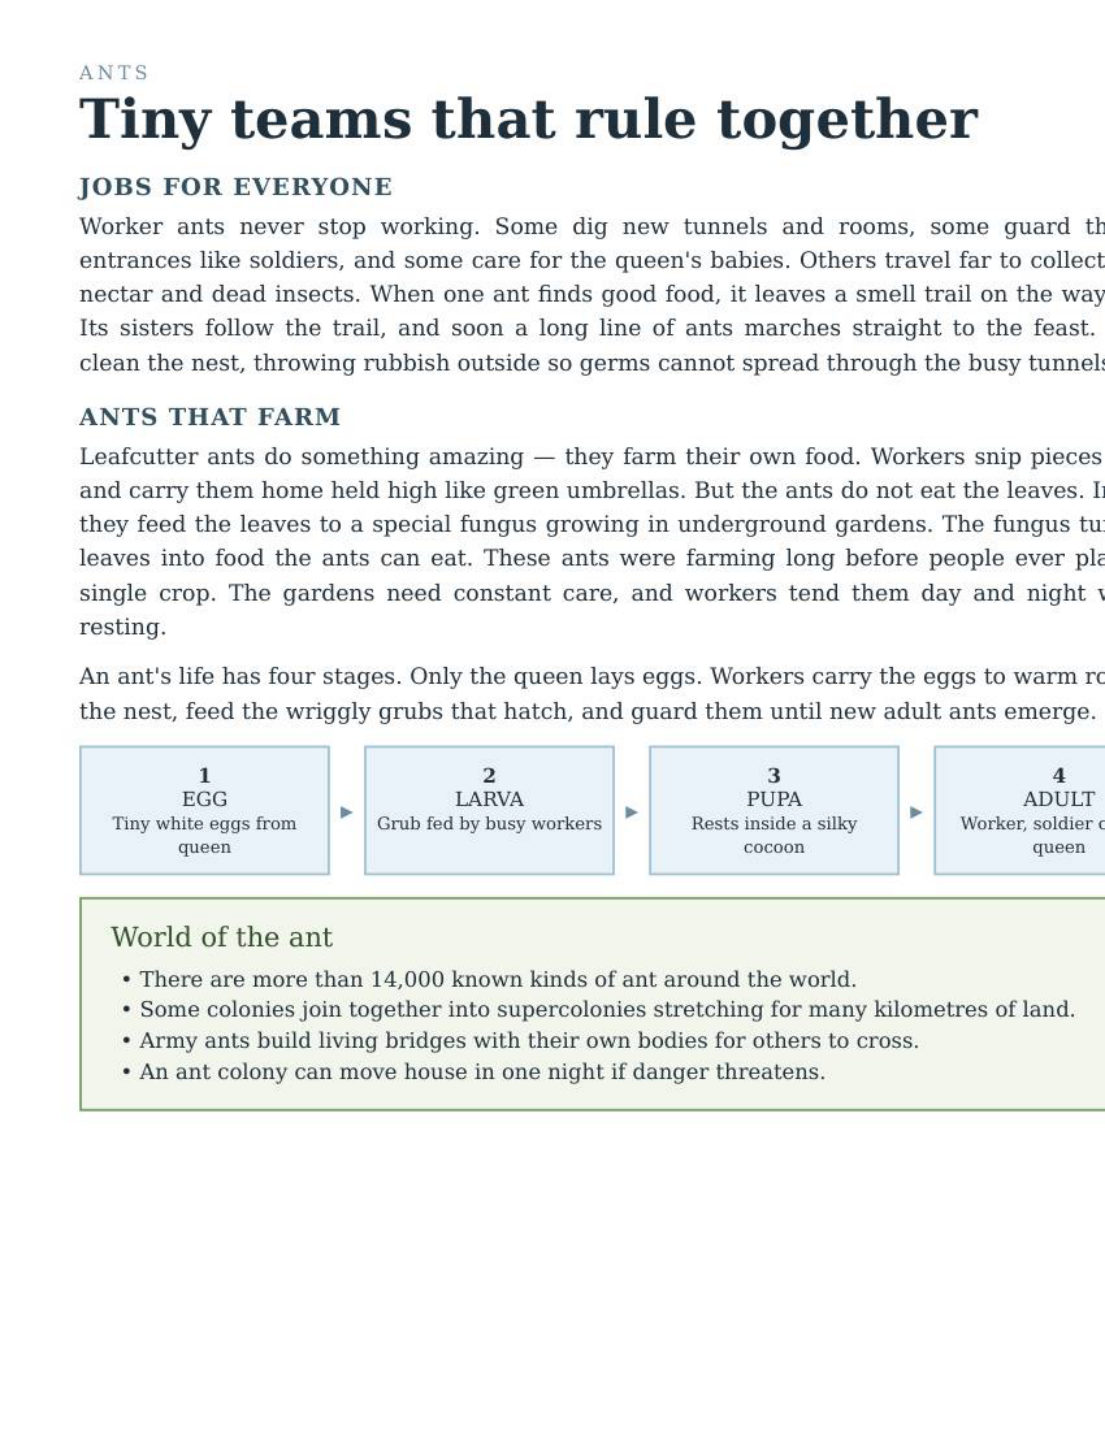 ANTS
Tiny teams that rule together
JOBS FOR EVERYONE
Worker ants never stop working. Some dig new tunnels and rooms, some guard
entrances like soldiers, and some care for the queen's babies. Others travel far to collect
nectar and dead insects. When one ant finds good food, it leaves a smell trail on the way
Its sisters follow the trail, and soon a long line of ants marches straight to the feast.
clean the nest, throwing rubbish outside so germs cannot spread through the busy tunnels
ANTS THAT FARM
Leafcutter ants do something amazing — they farm their own food. Workers snip pieces
and carry them home held high like green umbrellas. But the ants do not eat the leaves.
they feed the leaves to a special fungus growing in underground gardens. The fungus
leaves into food the ants can eat. These ants were farming long before people ever
single crop. The gardens need constant care, and workers tend them day and night
resting.
An ant's life has four stages. Only the queen lays eggs. Workers carry the eggs to warm
the nest, feed the wriggly grubs that hatch, and guard them until new adult ants emerge.
1
EGG
Tiny white eggs from
queen
▶
2
LARVA
Grub fed by busy workers
▶
3
PUPA
Rests inside a silky
cocoon
▶
4
ADULT
Worker, soldier
queen
World of the ant
• There are more than 14,000 known kinds of ant around the world.
• Some colonies join together into supercolonies stretching for many kilometres of land.
• Army ants build living bridges with their own bodies for others to cross.
• An ant colony can move house in one night if danger threatens.